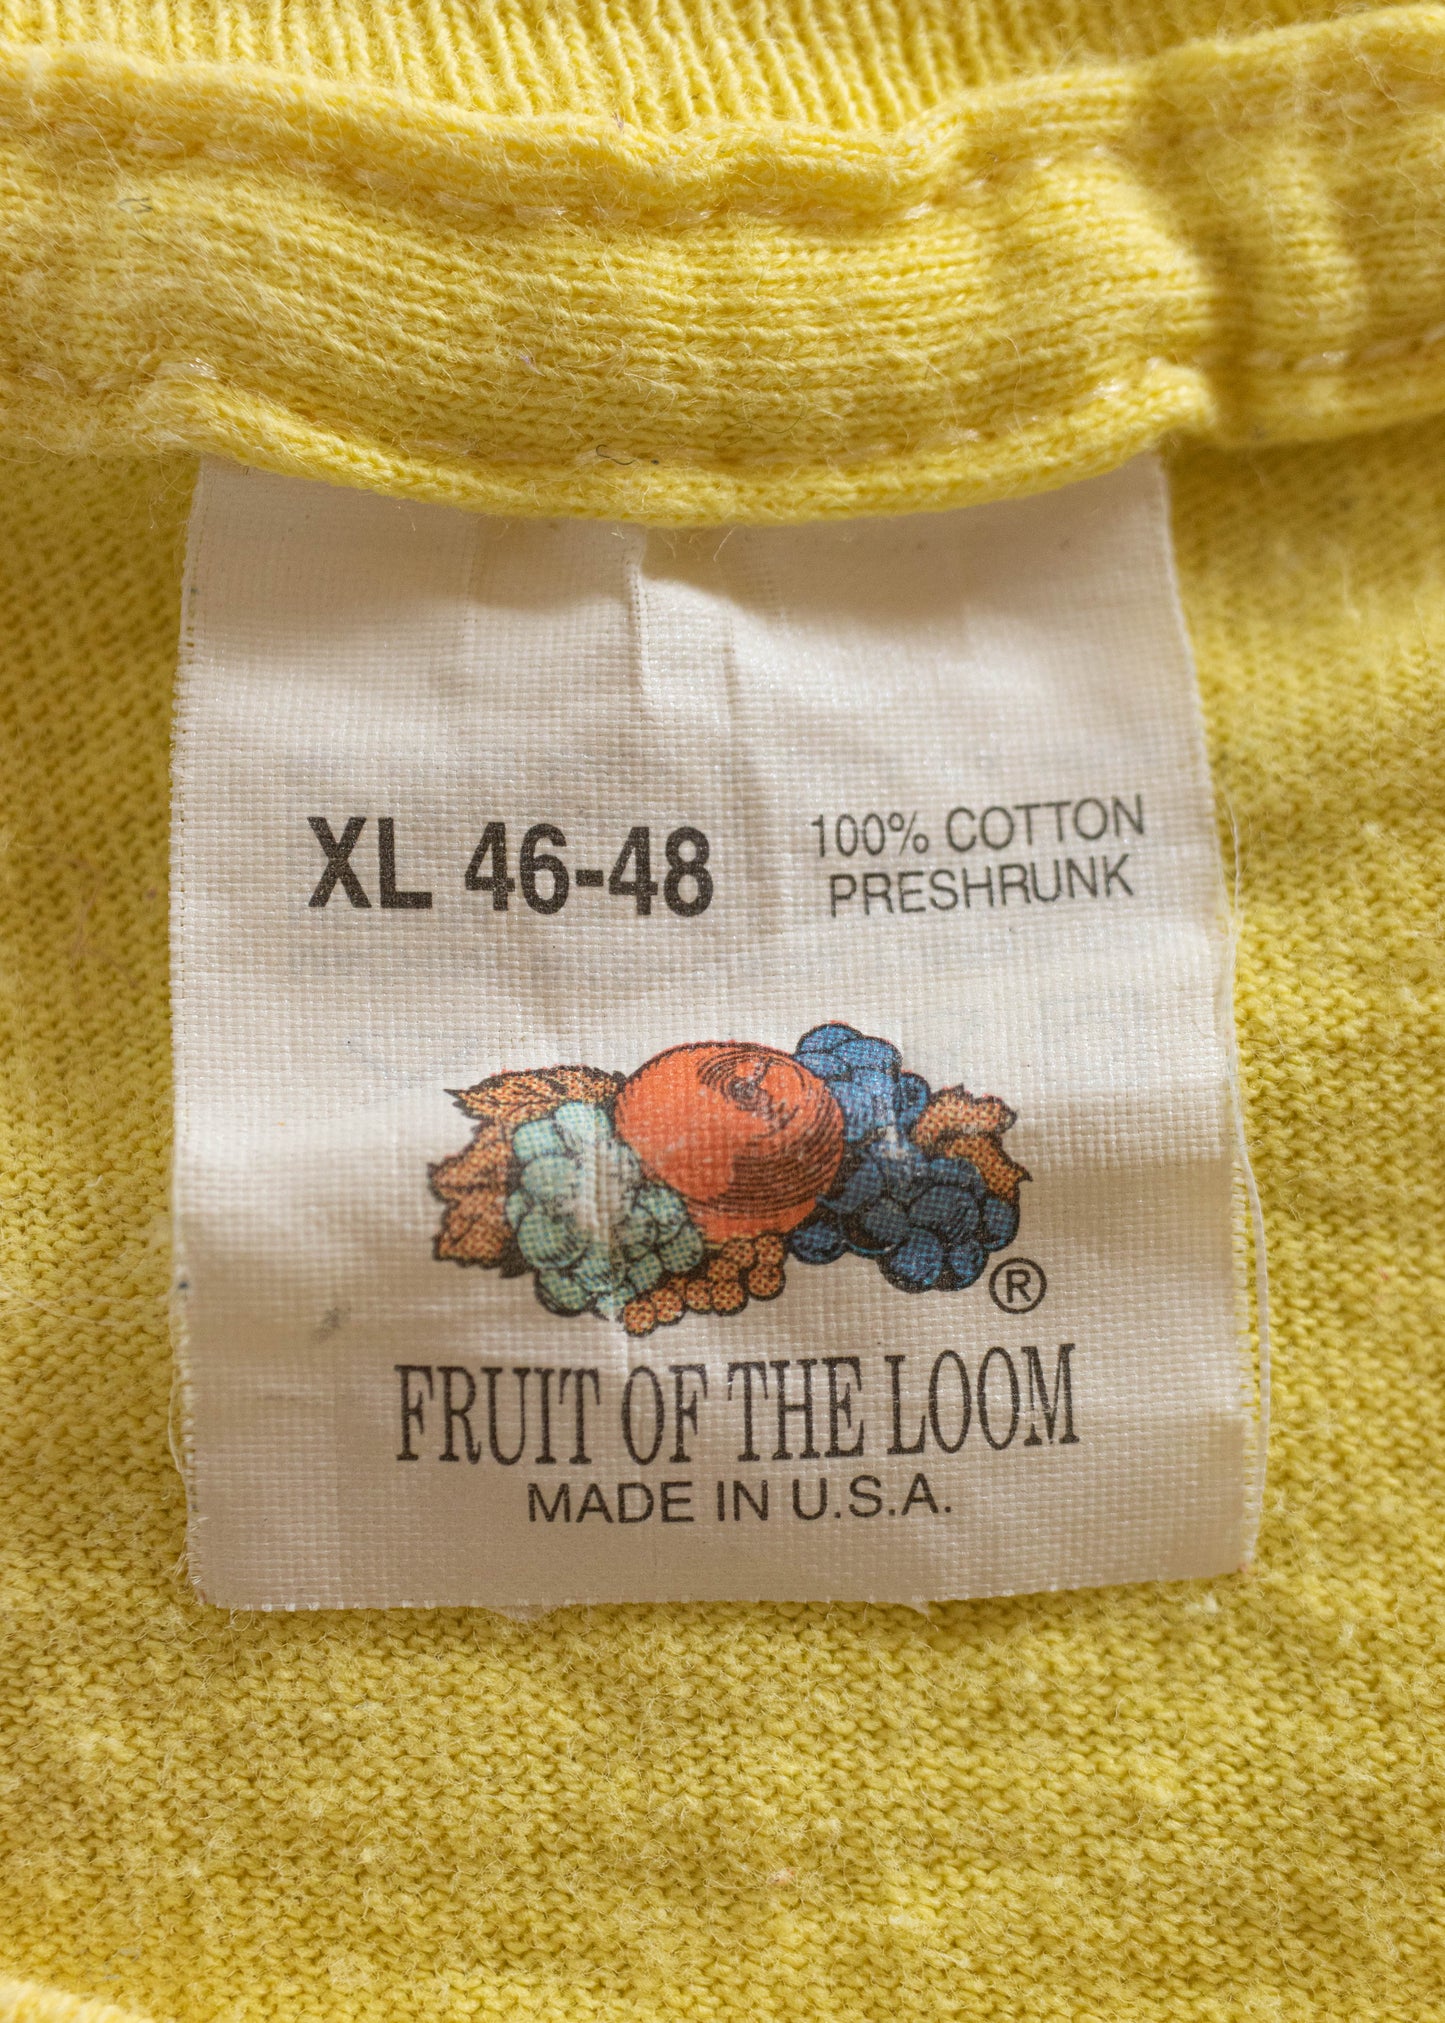 XL 46-48
100% COTTON
PRESHRUNK
®
FRUIT OF THE LOOM
MADE IN U.S.A.